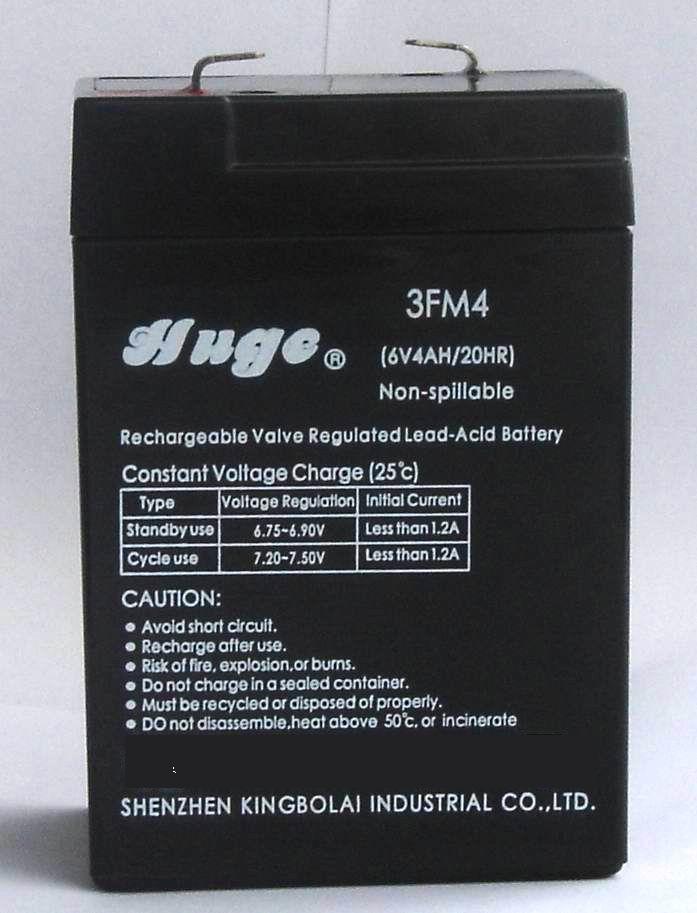 3FM4
Huge®
(6V4AH/20HR)
Non-spillable
Rechargeable Valve Regulated Lead-Acid Battery
Constant Voltage Charge (25℃)
Type Voltage Regulation Initial Current
Standby use 6.75~6.90V Less than 1.2A
Cycle use 7.20~7.50V Less than 1.2A
CAUTION:
● Avoid short circuit.
● Recharge after use.
● Risk of fire, explosion,or burns.
● Do not charge in a sealed container.
● Must be recycled or disposed of properly.
● DO not disassemble,heat above 50℃, or incinerate
SHENZHEN KINGBOLAI INDUSTRIAL CO.,LTD.